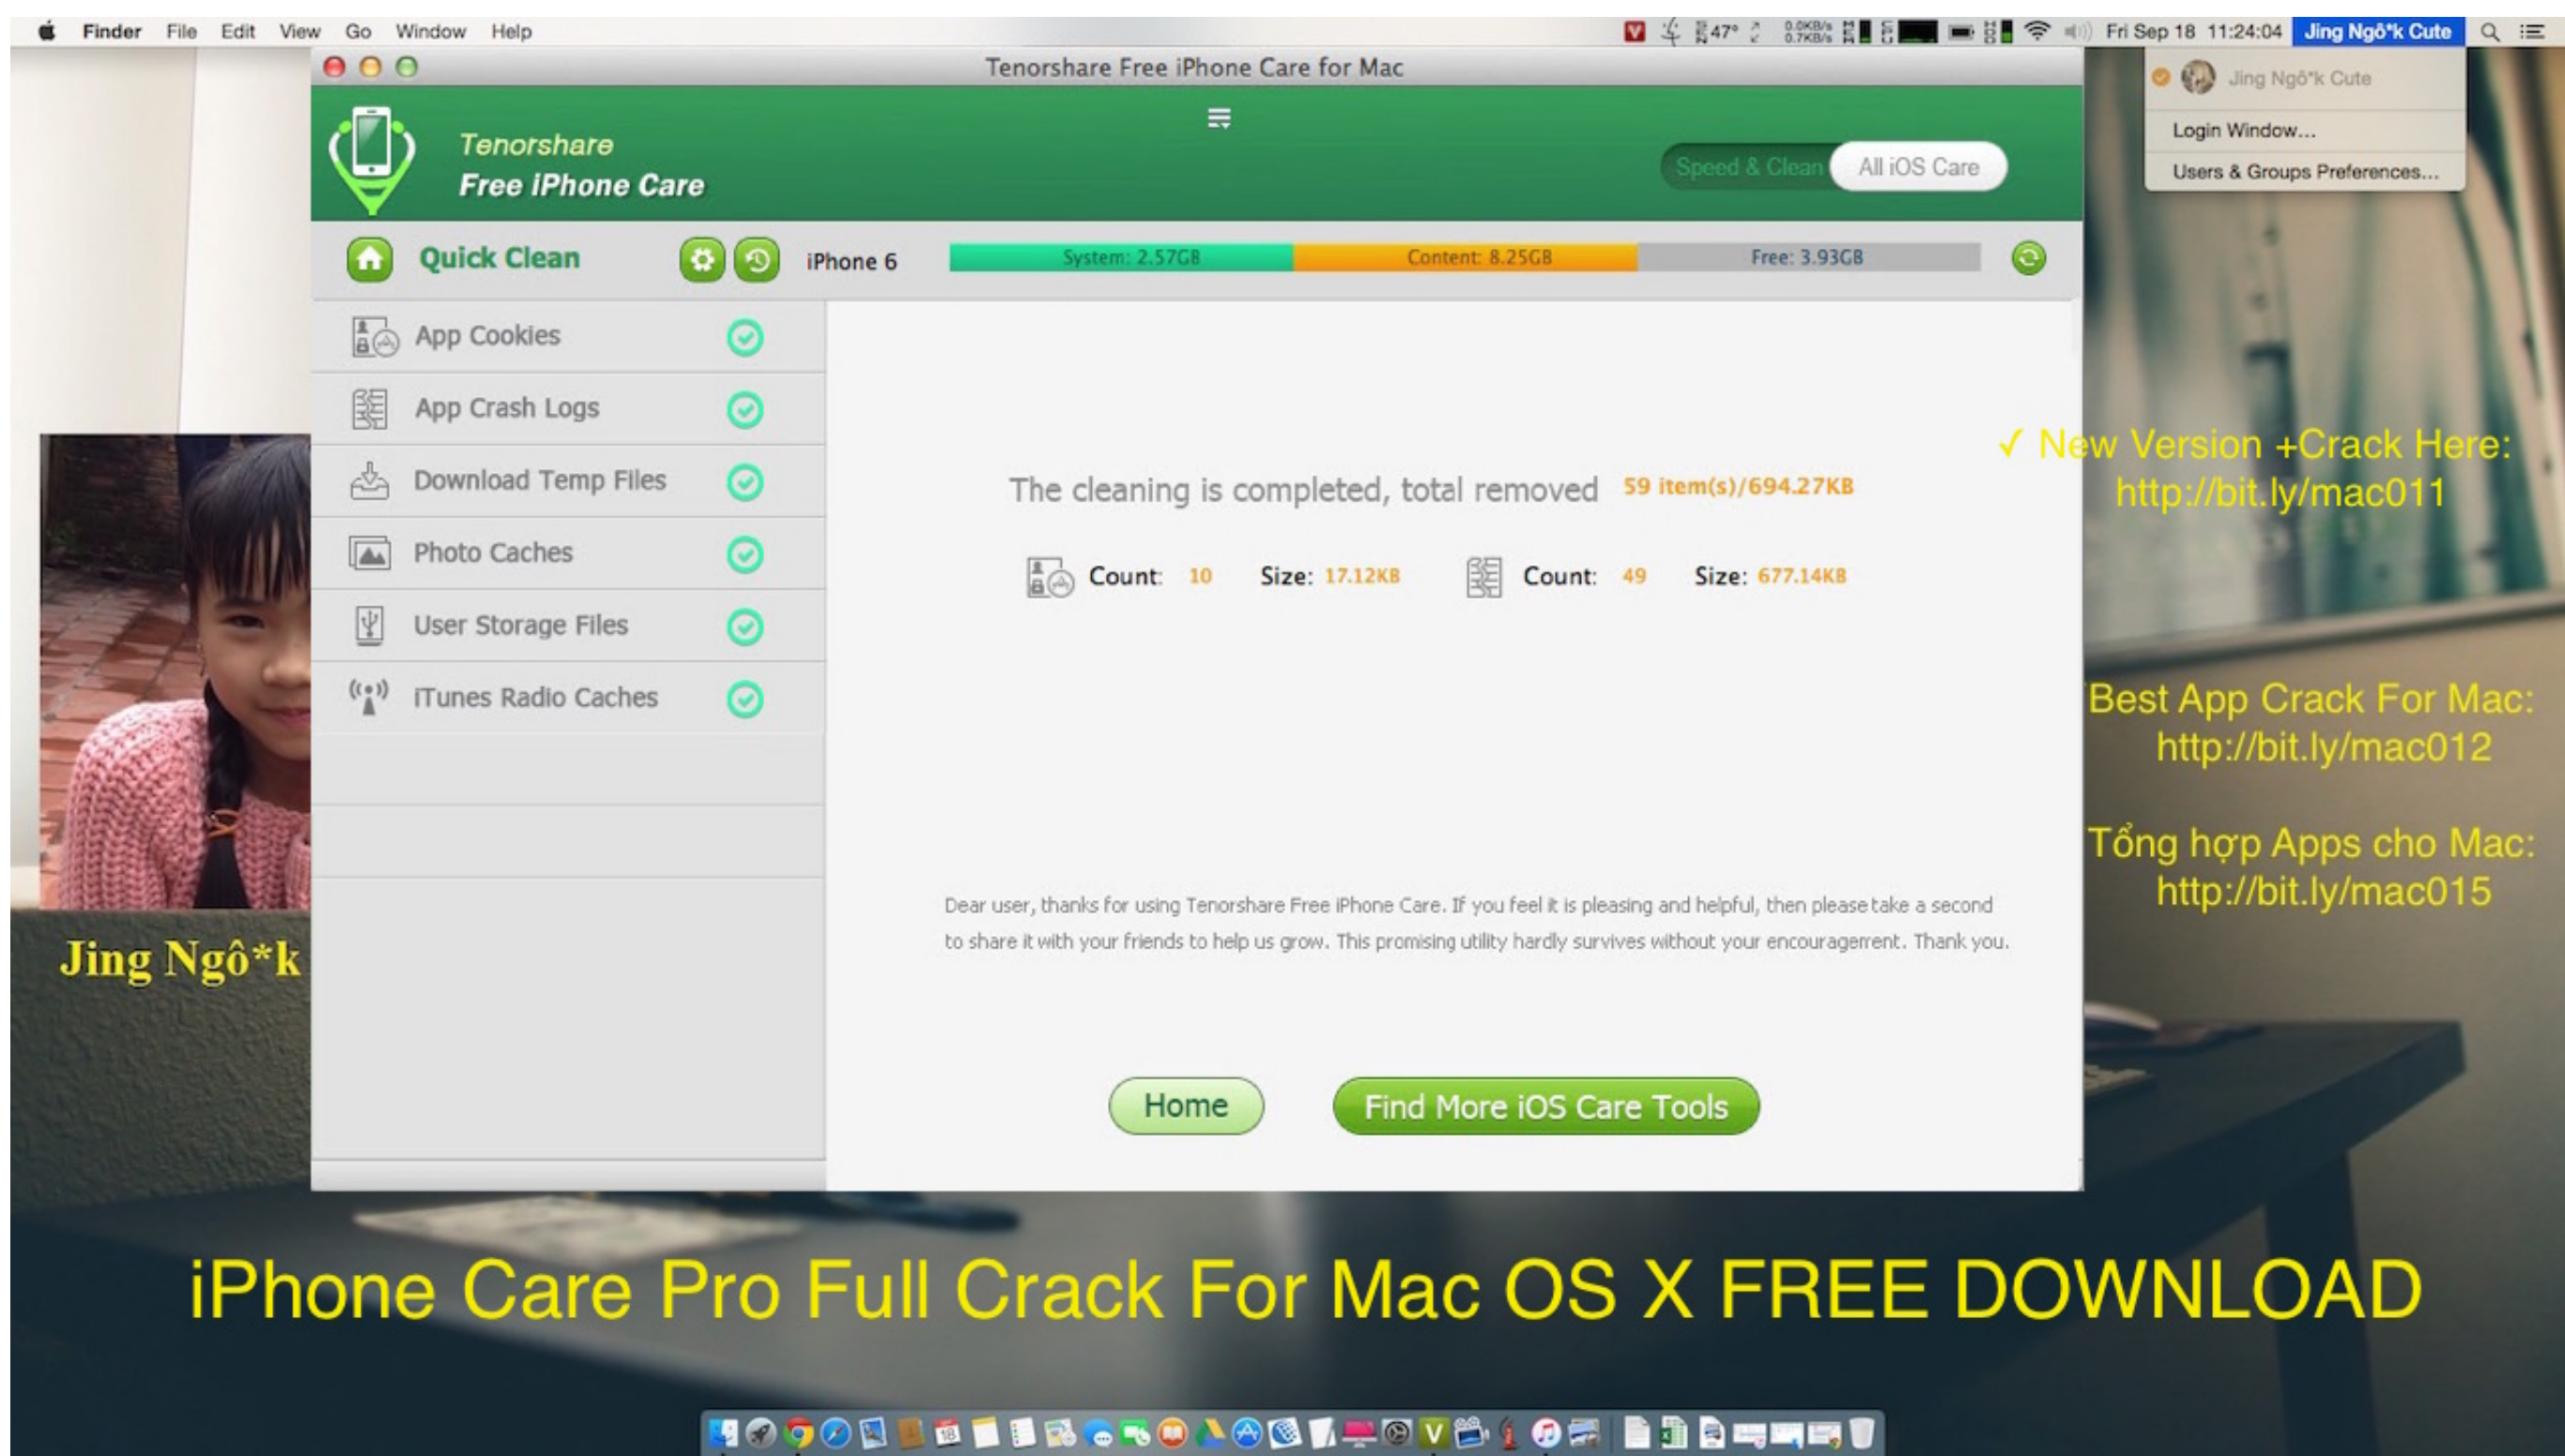 Finder File Edit View Go Window Help
47° 0.0KB/s 0.7KB/s Fri Sep 18 11:24:04 Jing Ngô*k Cute
Tenorshare Free iPhone Care for Mac
Jing Ngô*k Cute
Login Window...
Users & Groups Preferences...
Tenorshare
Free iPhone Care
Speed & Clean All iOS Care
Quick Clean iPhone 6 System: 2.57GB Content: 8.25GB Free: 3.93GB
App Cookies
App Crash Logs
Download Temp Files
Photo Caches
User Storage Files
iTunes Radio Caches
The cleaning is completed, total removed 59 item(s)/694.27KB
Count: 10 Size: 17.12KB Count: 49 Size: 677.14KB
Dear user, thanks for using Tenorshare Free iPhone Care. If you feel it is pleasing and helpful, then please take a second
to share it with your friends to help us grow. This promising utility hardly survives without your encouragement. Thank you.
Home Find More iOS Care Tools
✓ New Version +Crack Here:
http://bit.ly/mac011
Best App Crack For Mac:
http://bit.ly/mac012
Tổng hợp Apps cho Mac:
http://bit.ly/mac015
Jing Ngô*k
iPhone Care Pro Full Crack For Mac OS X FREE DOWNLOAD
18